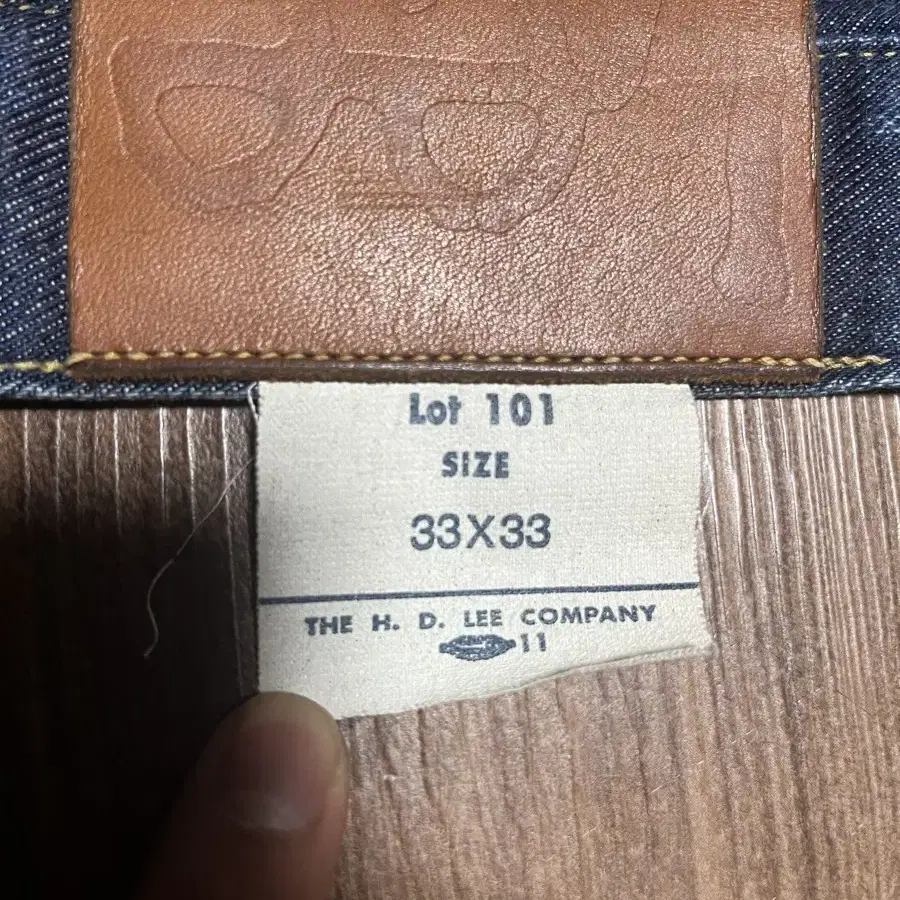 Lot 101
SIZE
33X33
THE H. D. LEE COMPANY
11